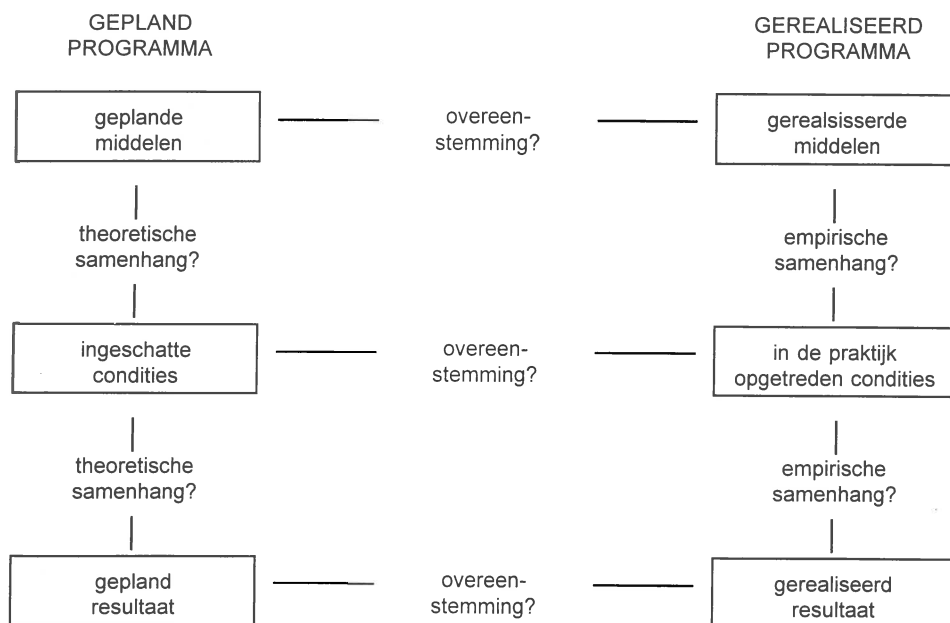 GEPLAND
PROGRAMMA
GEREALISEERD
PROGRAMMA
geplande
middelen
overeen-
stemming?
gerealsisserde
middelen
theoretische
samenhang?
empirische
samenhang?
ingeschatte
condities
overeen-
stemming?
in de praktijk
opgetreden condities
theoretische
samenhang?
empirische
samenhang?
gepland
resultaat
overeen-
stemming?
gerealiseerd
resultaat